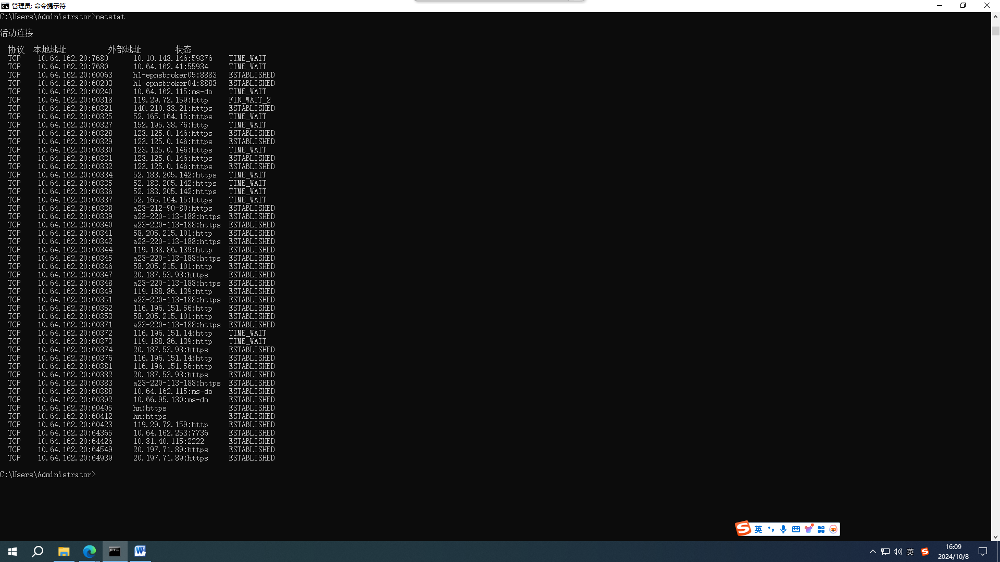 管理员: 命令提示符
C:\Users\Administrator>netstat
活动连接
协议 本地地址 外部地址 状态
TCP 10.64.162.20:7680 10.10.148.146:59376 TIME_WAIT
TCP 10.64.162.20:7680 10.64.162.41:55934 TIME_WAIT
TCP 10.64.162.20:60063 hl-epnsbroker05:8883 ESTABLISHED
TCP 10.64.162.20:60203 hl-epnsbroker04:8883 ESTABLISHED
TCP 10.64.162.20:60240 10.64.162.115:ms-do TIME_WAIT
TCP 10.64.162.20:60318 119.29.72.159:http FIN_WAIT_2
TCP 10.64.162.20:60321 140.210.88.21:https ESTABLISHED
TCP 10.64.162.20:60325 52.165.164.15:https TIME_WAIT
TCP 10.64.162.20:60327 152.195.38.76:http TIME_WAIT
TCP 10.64.162.20:60328 123.125.0.146:https ESTABLISHED
TCP 10.64.162.20:60329 123.125.0.146:https ESTABLISHED
TCP 10.64.162.20:60330 123.125.0.146:https TIME_WAIT
TCP 10.64.162.20:60331 123.125.0.146:https ESTABLISHED
TCP 10.64.162.20:60332 123.125.0.146:https ESTABLISHED
TCP 10.64.162.20:60334 52.183.205.142:https TIME_WAIT
TCP 10.64.162.20:60335 52.183.205.142:https TIME_WAIT
TCP 10.64.162.20:60336 52.183.205.142:https TIME_WAIT
TCP 10.64.162.20:60337 52.165.164.15:https TIME_WAIT
TCP 10.64.162.20:60338 a23-212-90-80:https ESTABLISHED
TCP 10.64.162.20:60339 a23-220-113-188:https ESTABLISHED
TCP 10.64.162.20:60340 a23-220-113-188:https ESTABLISHED
TCP 10.64.162.20:60341 58.205.215.101:http ESTABLISHED
TCP 10.64.162.20:60342 a23-220-113-188:https ESTABLISHED
TCP 10.64.162.20:60344 119.188.86.139:http ESTABLISHED
TCP 10.64.162.20:60345 a23-220-113-188:https ESTABLISHED
TCP 10.64.162.20:60346 58.205.215.101:http ESTABLISHED
TCP 10.64.162.20:60347 20.187.53.93:https ESTABLISHED
TCP 10.64.162.20:60348 a23-220-113-188:https ESTABLISHED
TCP 10.64.162.20:60349 119.188.86.139:http ESTABLISHED
TCP 10.64.162.20:60351 a23-220-113-188:https ESTABLISHED
TCP 10.64.162.20:60352 116.196.151.56:http ESTABLISHED
TCP 10.64.162.20:60353 58.205.215.101:http ESTABLISHED
TCP 10.64.162.20:60371 a23-220-113-188:https ESTABLISHED
TCP 10.64.162.20:60372 116.196.151.14:http TIME_WAIT
TCP 10.64.162.20:60373 119.188.86.139:http TIME_WAIT
TCP 10.64.162.20:60374 20.187.53.93:https ESTABLISHED
TCP 10.64.162.20:60376 116.196.151.14:http ESTABLISHED
TCP 10.64.162.20:60381 116.196.151.56:http ESTABLISHED
TCP 10.64.162.20:60382 20.187.53.93:https ESTABLISHED
TCP 10.64.162.20:60383 a23-220-113-188:https ESTABLISHED
TCP 10.64.162.20:60388 10.64.162.115:ms-do ESTABLISHED
TCP 10.64.162.20:60392 10.66.95.130:ms-do ESTABLISHED
TCP 10.64.162.20:60405 hn:https ESTABLISHED
TCP 10.64.162.20:60412 hn:https ESTABLISHED
TCP 10.64.162.20:60423 119.29.72.159:http ESTABLISHED
TCP 10.64.162.20:64365 10.64.162.253:7736 ESTABLISHED
TCP 10.64.162.20:64426 10.81.40.115:2222 ESTABLISHED
TCP 10.64.162.20:64549 20.197.71.89:https ESTABLISHED
TCP 10.64.162.20:64939 20.197.71.89:https ESTABLISHED
C:\Users\Administrator>
英
英
16:09
2024/10/8